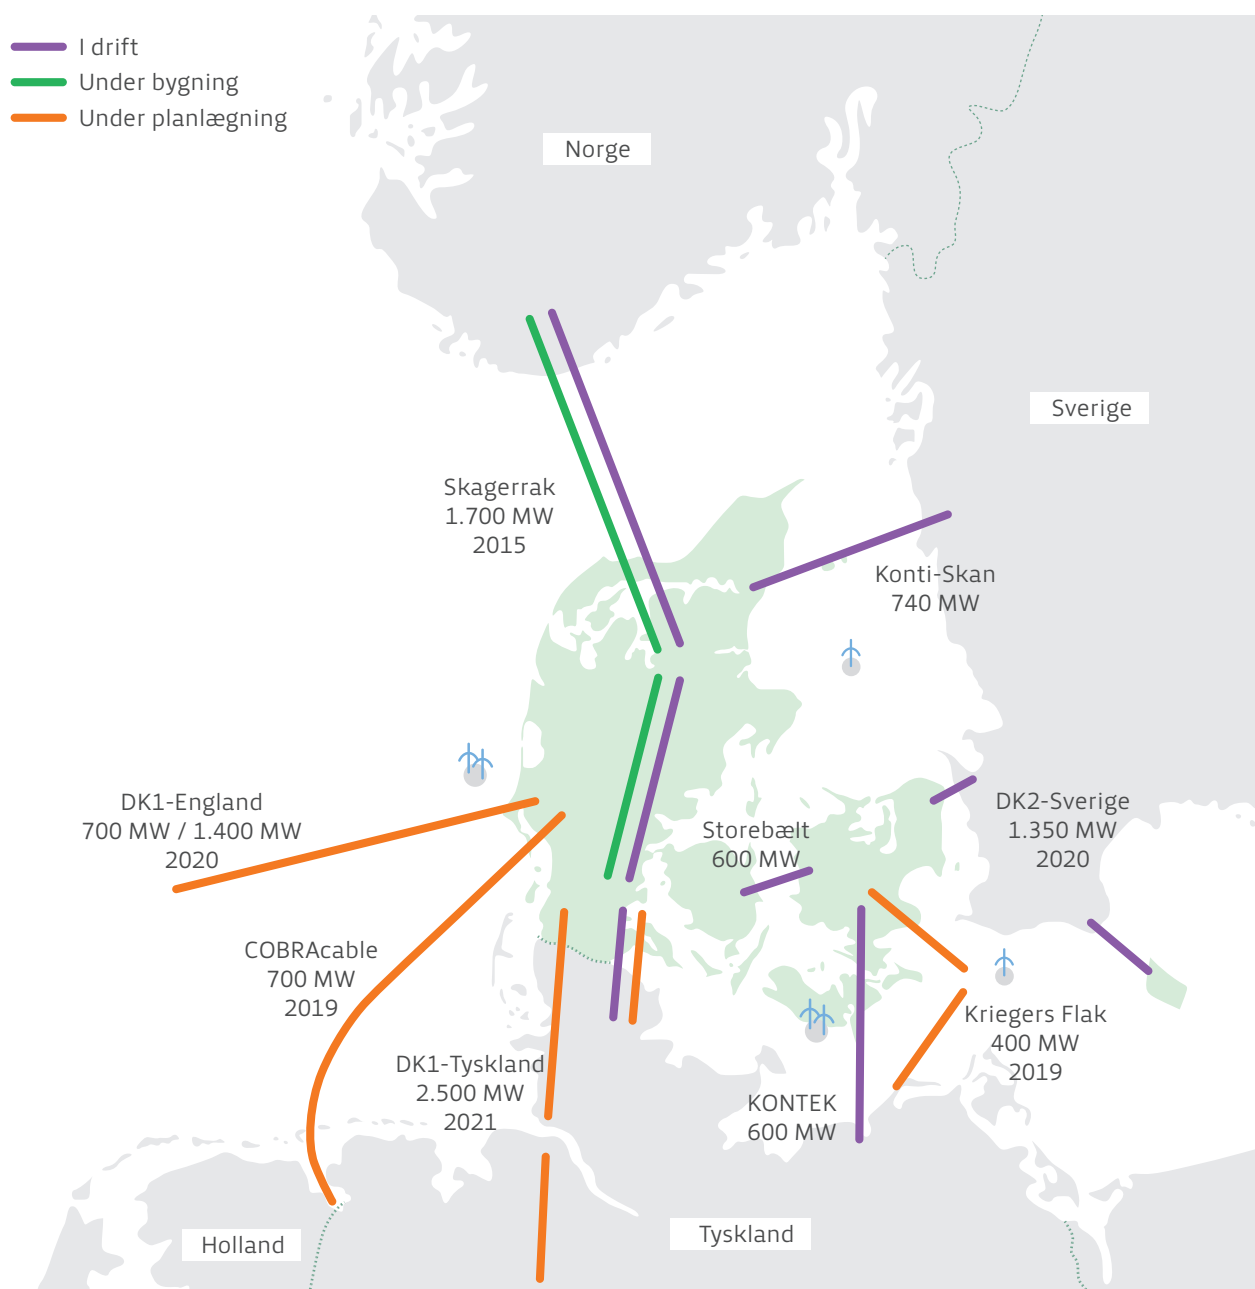 I drift
Under bygning
Under planlægning
Norge
Sverige
Skagerrak
1.700 MW
2015
Konti-Skan
740 MW
DK1-England
700 MW / 1.400 MW
2020
Storebælt
600 MW
DK2-Sverige
1.350 MW
2020
COBRAcable
700 MW
2019
Kriegers Flak
400 MW
2019
DK1-Tyskland
2.500 MW
2021
KONTEK
600 MW
Holland
Tyskland